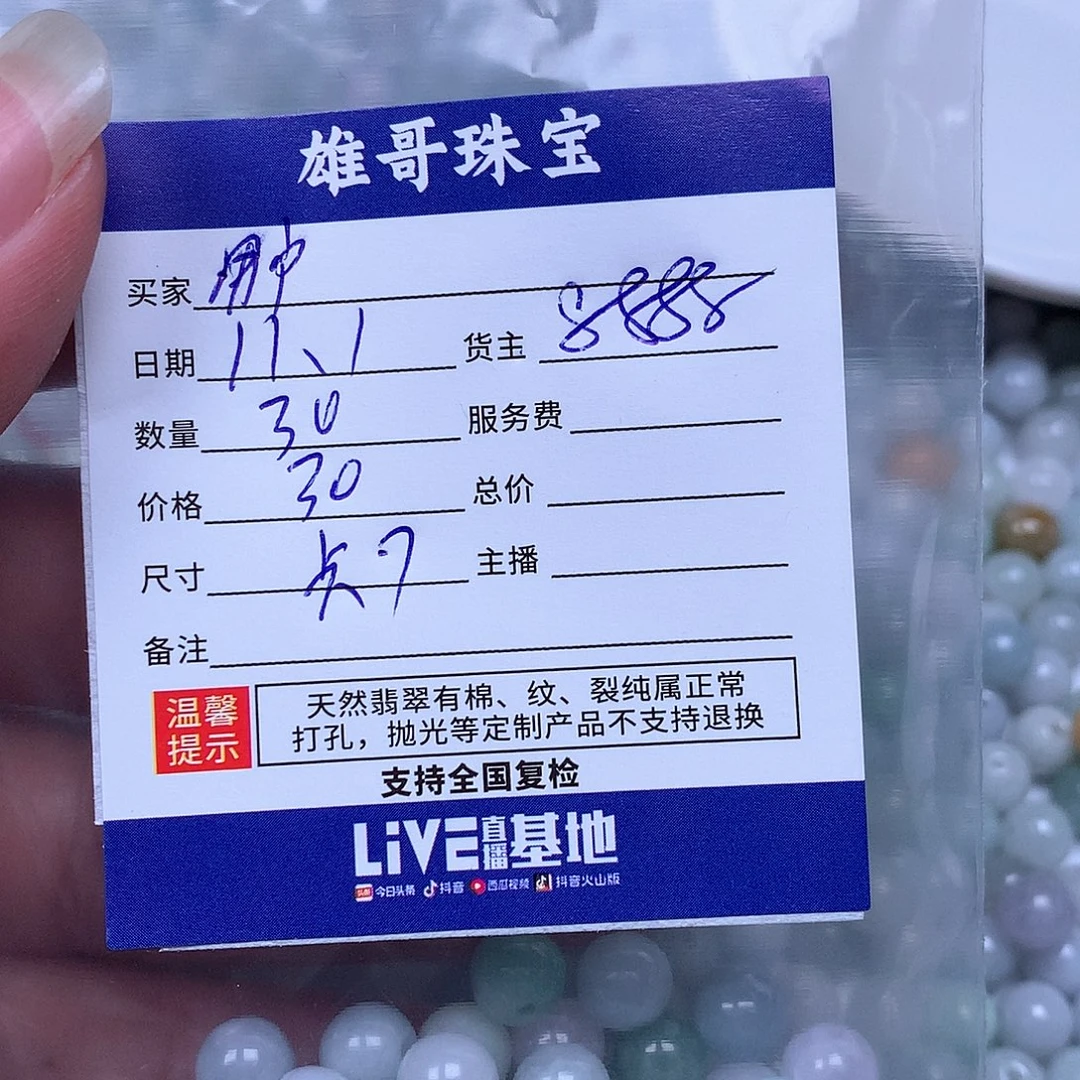 雄哥珠宝
买家
日期 11、1 货主 8888
数量 30 服务费
价格 30 总价
尺寸 主播
备注
温馨提示
天然翡翠有棉、纹、裂纯属正常
打孔，抛光等定制产品不支持退换
支持全国复检
LiVE直播基地
今日头条 抖音 西瓜视频 抖音火山版